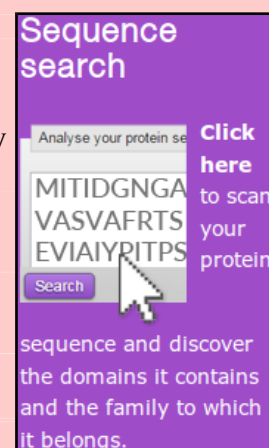 Sequence
search
y
Analyse your protein se
MITIDGNGA
VASVAFRTS
EVIAIYPITPS
Search
Click
here
to scan
your
protein
sequence and discover
the domains it contains
and the family to which
it belongs.